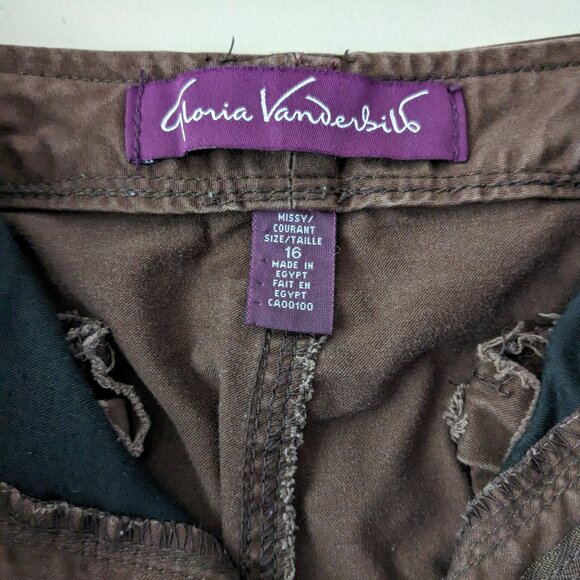 Gloria Vanderbilt
MISSY/
COURANT
SIZE/TAILLE
16
MADE IN
EGYPT
FAIT EN
EGYPT
CA00100